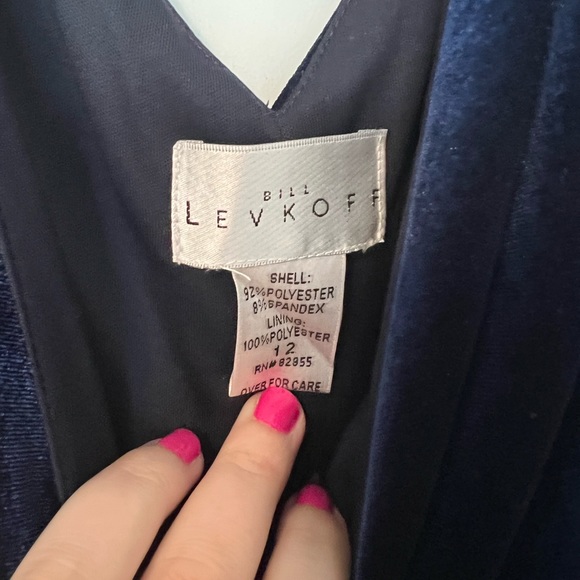 BILL
LEVKOFF
SHELL:
92%POLYESTER
8%SPANDEX
LINING:
100%POLYESTER
12
RN# 82855
OVER FOR CARE